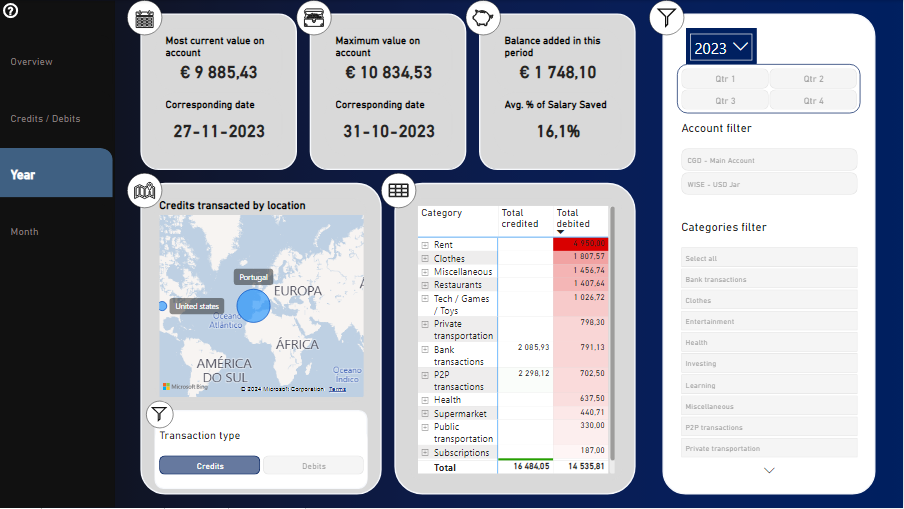 ?
Overview
Credits / Debits
Year
Month
Most current value on
account
€ 9 885,43
Corresponding date
27-11-2023
Maximum value on
account
€ 10 834,53
Corresponding date
31-10-2023
Balance added in this
period
€ 1 748,10
Avg. % of Salary Saved
16,1%
2023
Qtr 1
Qtr 2
Qtr 3
Qtr 4
Account filter
CGD - Main Account
WISE - USD Jar
Categories filter
Select all
Bank transactions
Clothes
Entertainment
Health
Investing
Learning
Miscellaneous
P2P transactions
Private transportation
Credits transacted by location
Portugal
United states
EUROPA
Oceano
Atlântico
ÁFRICA
AMÉRICA
DO SUL
Oceano
Índico
Microsoft Bing
© 2024 Microsoft Corporation Terms
Transaction type
Credits
Debits
Category Total credited Total debited
Rent
Clothes 1 807,57
Miscellaneous 1 456,74
Restaurants 1 407,64
Tech / Games
/ Toys 1 026,72
Private
transportation 798,30
Bank
transactions 2 085,93 791,13
P2P
transactions 2 298,12 702,50
Health 637,50
Supermarket 440,71
Public
transportation 330,00
Subscriptions 187,00
Total 16 484,05 14 535,81